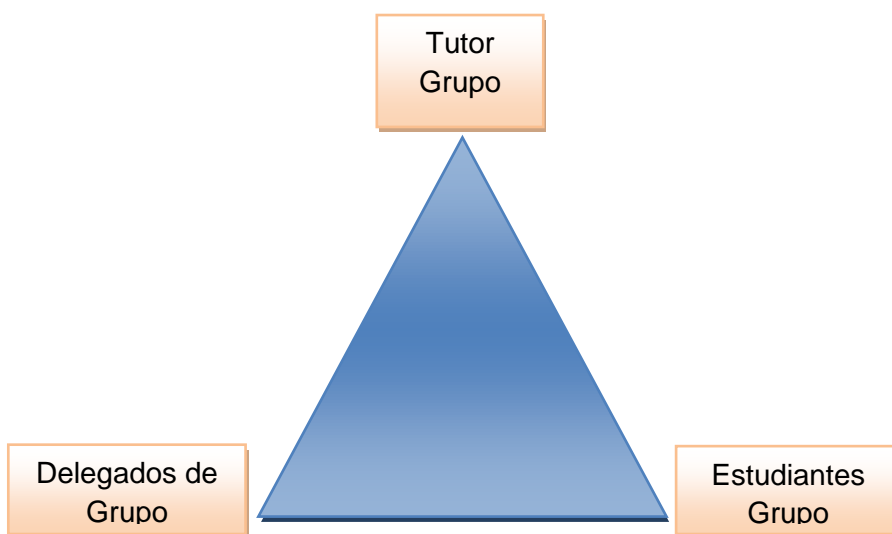 Tutor
Grupo
Delegados de
Grupo
Estudiantes
Grupo